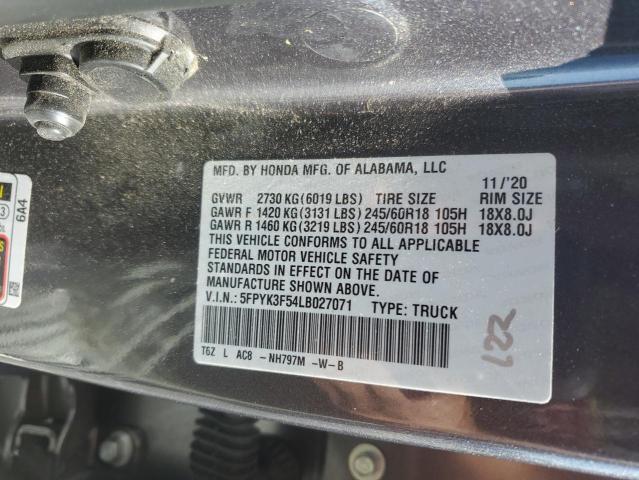 MFD. BY HONDA MFG. OF ALABAMA, LLC 11/'20
GVWR 2730 KG(6019 LBS) TIRE SIZE RIM SIZE
GAWR F 1420 KG(3131 LBS) 245/60R18 105H 18X8.0J
GAWR R 1460 KG(3219 LBS) 245/60R18 105H 18X8.0J
THIS VEHICLE CONFORMS TO ALL APPLICABLE
FEDERAL MOTOR VEHICLE SAFETY
STANDARDS IN EFFECT ON THE DATE OF
MANUFACTURE SHOWN ABOVE.
V.I.N.: 5FPYK3F54LB027071 TYPE: TRUCK
T6Z L AC8 -NH797M -W-B
6A4